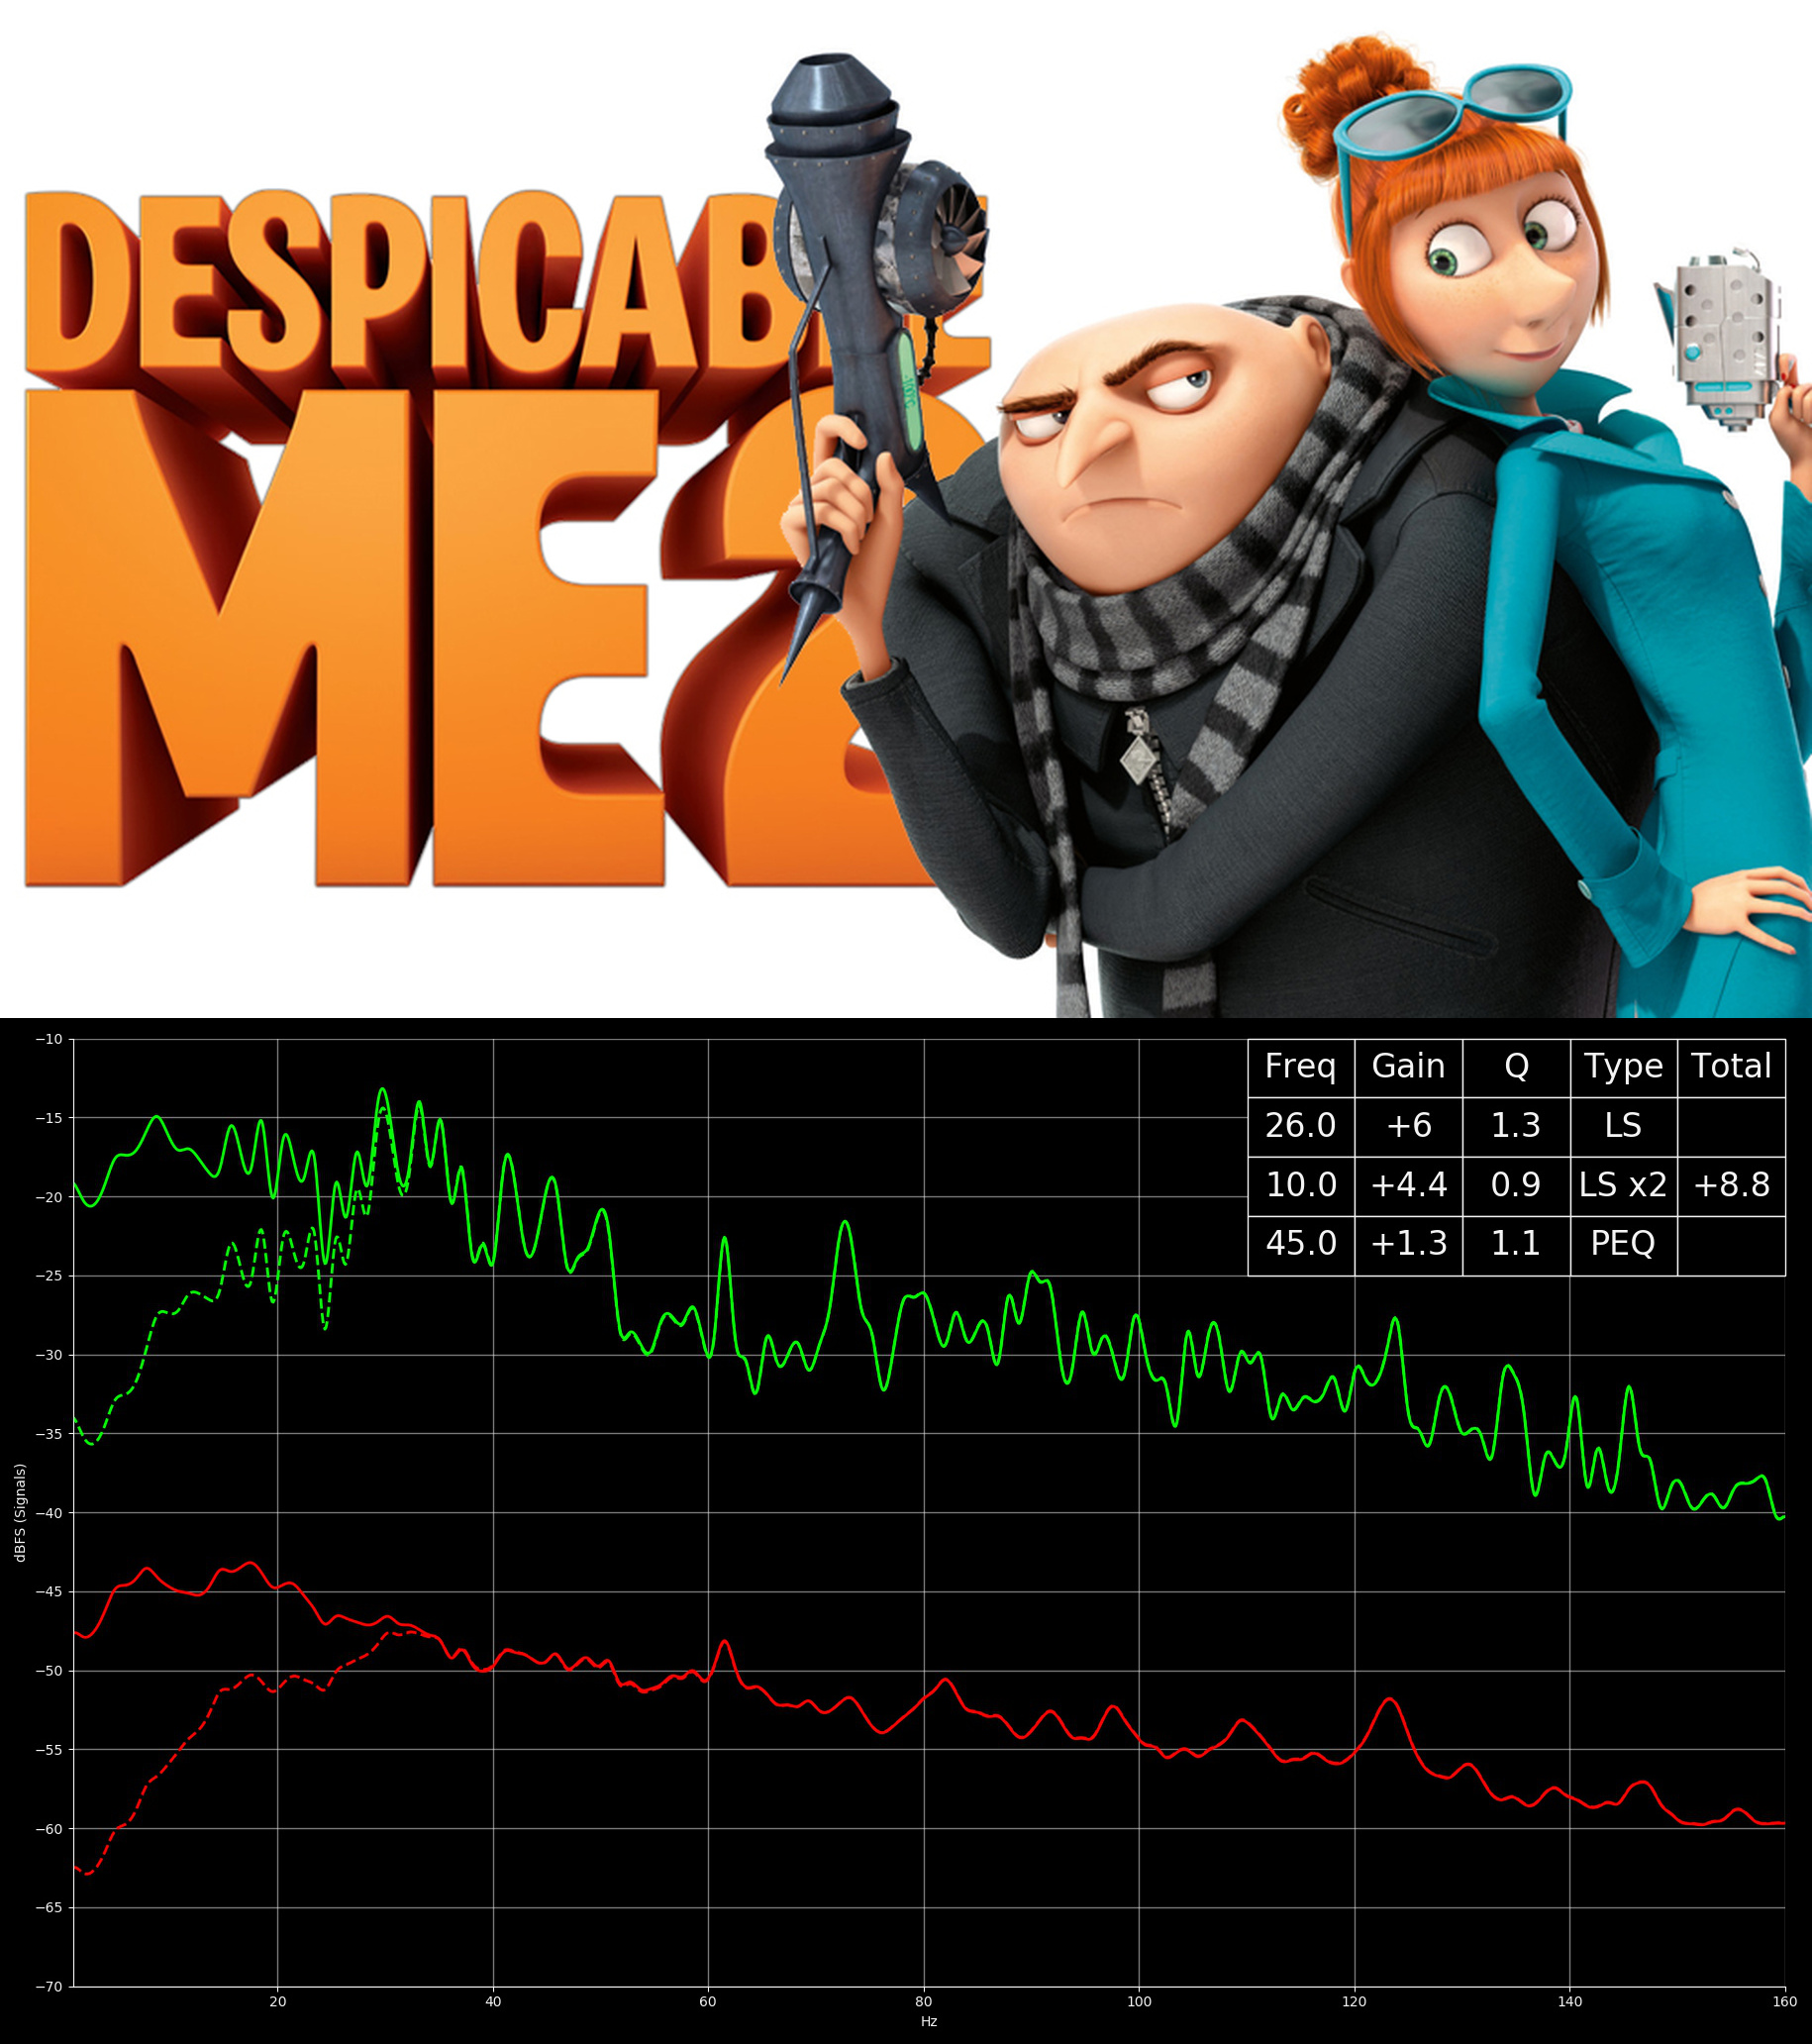 DESPICABLE
ME2
Freq Gain Q Type Total
26.0 +6 1.3 LS
10.0 +4.4 0.9 LS x2 +8.8
45.0 +1.3 1.1 PEQ
−10
−15
−20
−25
−30
−35
−40
−45
−50
−55
−60
−65
−70
dBFS (Signals)
20 40 60 80 100 120 140 160
Hz